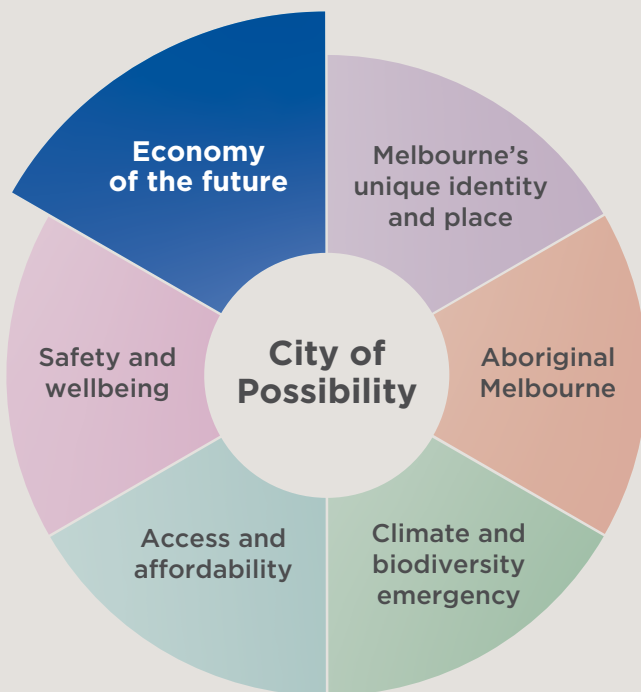 Economy
of the future
Melbourne’s
unique identity
and place
Aboriginal
Melbourne
Climate and
biodiversity
emergency
Access and
affordability
Safety and
wellbeing
City of
Possibility